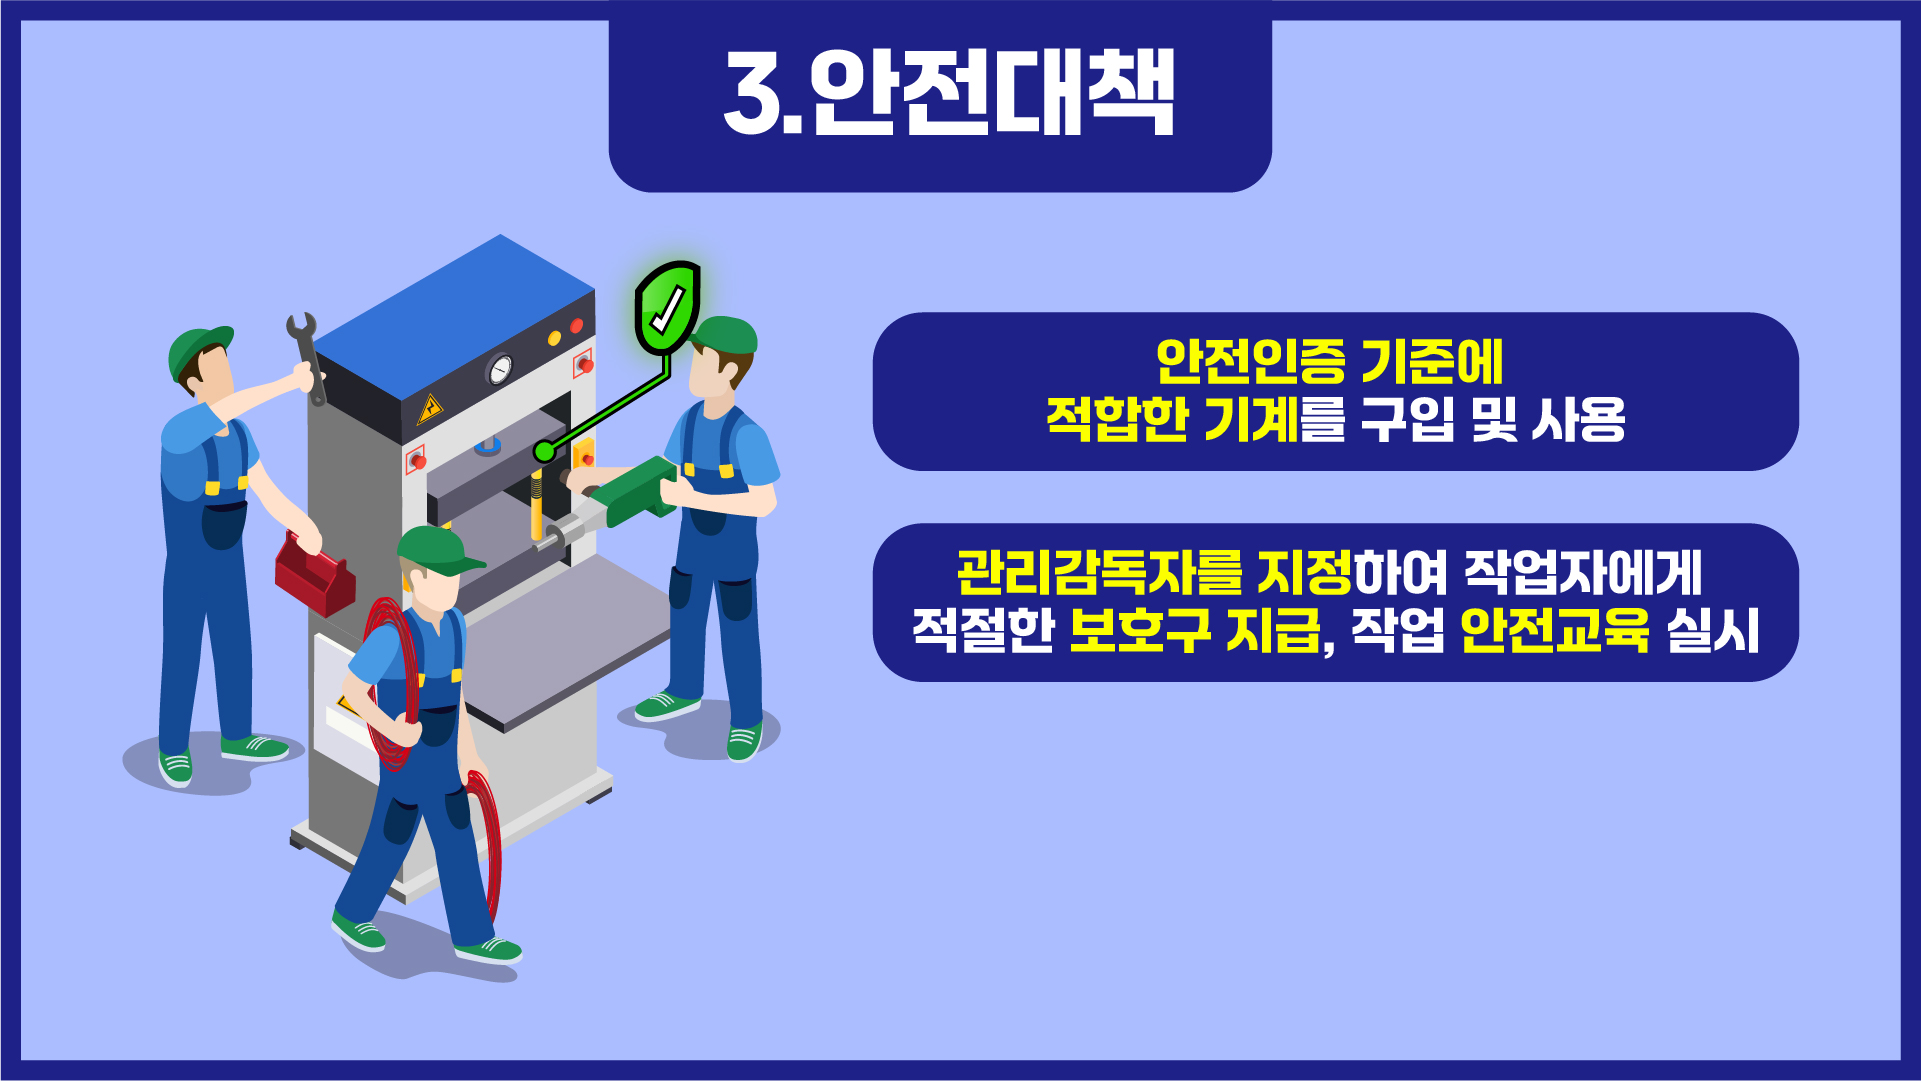 3.안전대책
안전인증 기준에
적합한 기계를 구입 및 사용
관리감독자를 지정하여 작업자에게
적절한 보호구 지급, 작업 안전교육 실시